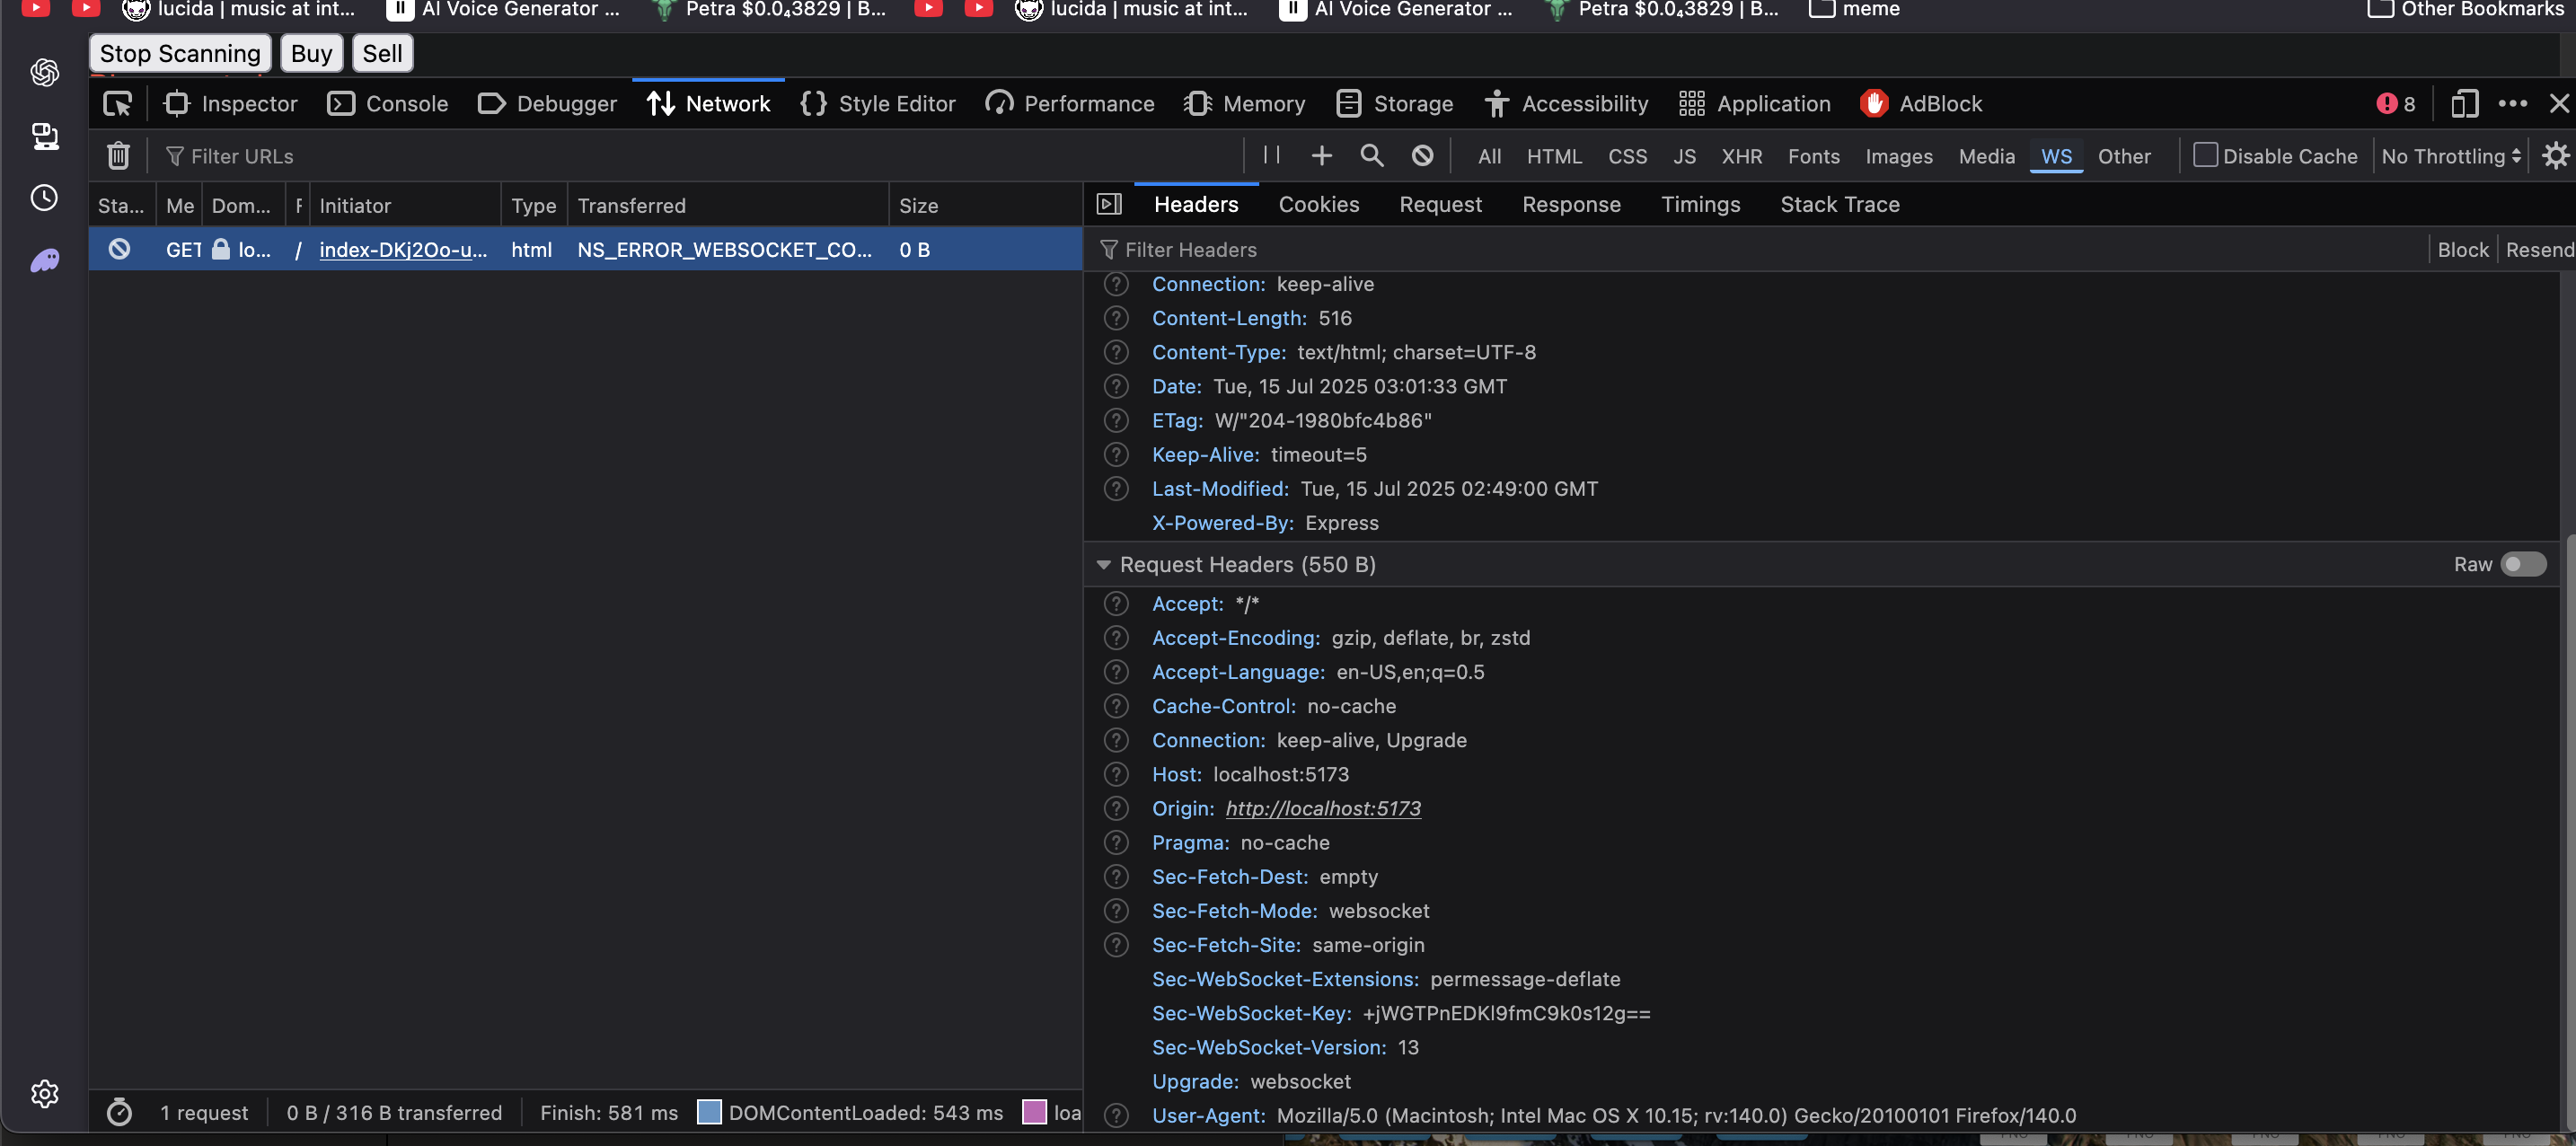 lucida | music at int...
AI Voice Generator ...
Petra $0.0₄3829 | B...
lucida | music at int...
AI Voice Generator ...
Petra $0.0₄3829 | B...
meme
Other Bookmarks
Stop Scanning
Buy
Sell
Inspector
Console
Debugger
Network
Style Editor
Performance
Memory
Storage
Accessibility
Application
AdBlock
8
Filter URLs
All
HTML
CSS
JS
XHR
Fonts
Images
Media
WS
Other
Disable Cache
No Throttling
Sta...
Me
Dom...
F
Initiator
Type
Transferred
Size
GET
lo...
/
index-DKj2Oo-u...
html
NS_ERROR_WEBSOCKET_CO...
0 B
Headers
Cookies
Request
Response
Timings
Stack Trace
Filter Headers
Block
Resend
Connection: keep-alive
Content-Length: 516
Content-Type: text/html; charset=UTF-8
Date: Tue, 15 Jul 2025 03:01:33 GMT
ETag: W/"204-1980bfc4b86"
Keep-Alive: timeout=5
Last-Modified: Tue, 15 Jul 2025 02:49:00 GMT
X-Powered-By: Express
Request Headers (550 B)
Raw
Accept: */*
Accept-Encoding: gzip, deflate, br, zstd
Accept-Language: en-US,en;q=0.5
Cache-Control: no-cache
Connection: keep-alive, Upgrade
Host: localhost:5173
Origin: http://localhost:5173
Pragma: no-cache
Sec-Fetch-Dest: empty
Sec-Fetch-Mode: websocket
Sec-Fetch-Site: same-origin
Sec-WebSocket-Extensions: permessage-deflate
Sec-WebSocket-Key: +jWGTPnEDKl9fmC9k0s12g==
Sec-WebSocket-Version: 13
Upgrade: websocket
User-Agent: Mozilla/5.0 (Macintosh; Intel Mac OS X 10.15; rv:140.0) Gecko/20100101 Firefox/140.0
1 request
0 B / 316 B transferred
Finish: 581 ms
DOMContentLoaded: 543 ms
loa